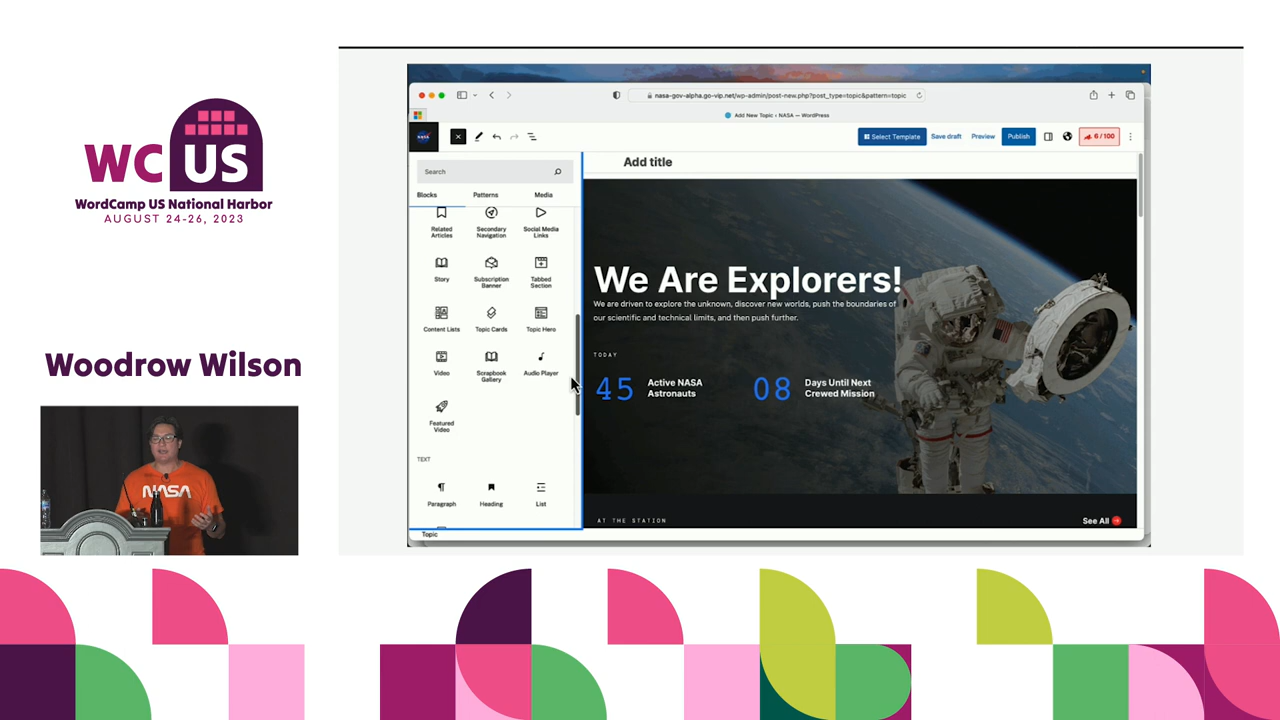 WC US
WordCamp US National Harbor
AUGUST 24-26, 2023
Woodrow Wilson
NASA
nasa-gov-alpha.go-vip.net/wp-admin/post-new.php?post_type=topic&pattern=topic
Add New Topic ‹ NASA — WordPress
Select Template
Save draft
Preview
Publish
6 / 100
Search
Blocks
Patterns
Media
Related
Articles
Secondary
Navigation
Social Media
Links
Story
Subscription
Banner
Tabbed
Section
Content Lists
Topic Cards
Topic Hero
Video
Scrapbook
Gallery
Audio Player
Featured
Video
TEXT
Paragraph
Heading
List
Topic
Add title
We Are Explorers!
We are driven to explore the unknown, discover new worlds, push the boundaries of
our scientific and technical limits, and then push further.
TODAY
45
Active NASA
Astronauts
08
Days Until Next
Crewed Mission
AT THE STATION
See All